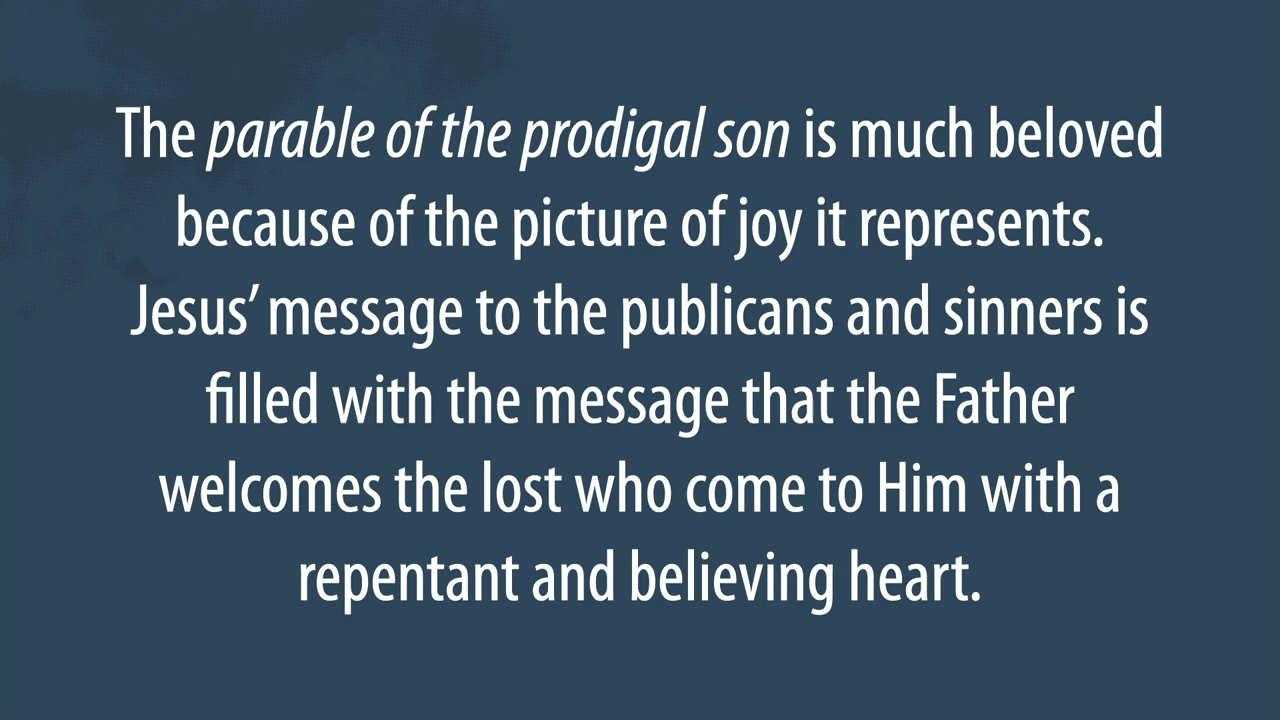 The parable of the prodigal son is much beloved
because of the picture of joy it represents.
Jesus’ message to the publicans and sinners is
filled with the message that the Father
welcomes the lost who come to Him with a
repentant and believing heart.